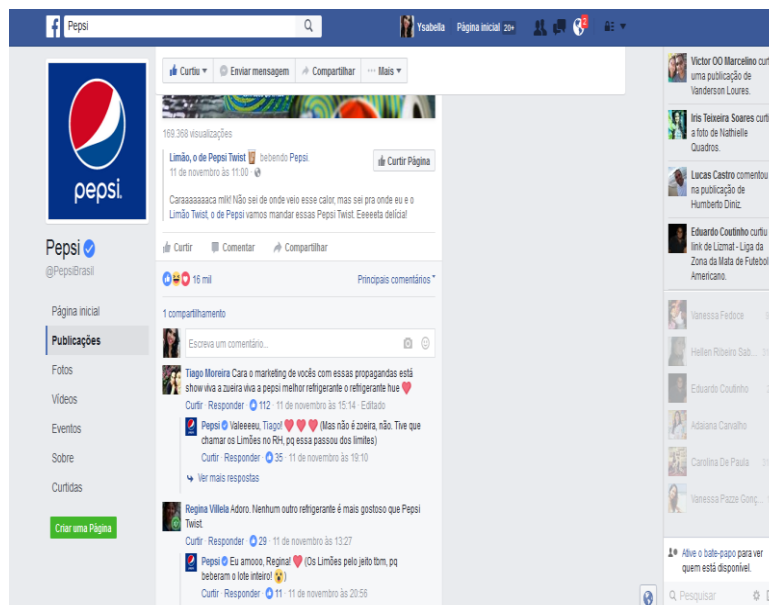 Pepsi
Ysabella
Página inicial 20+
2
Curtiu
Enviar mensagem
Compartilhar
Mais
pepsi.
Pepsi
@PepsiBrasil
Página inicial
Publicações
Fotos
Vídeos
Eventos
Sobre
Curtidas
Criar uma Página
169.368 visualizações
Limão, o de Pepsi Twist bebendo Pepsi.
11 de novembro às 11:00
Curtir Página
Caraaaaaaca mlk! Não sei de onde veio esse calor, mas sei pra onde eu e o
Limão Twist, o de Pepsi vamos mandar essas Pepsi Twist. Eeeeeta delícia!
Curtir Comentar Compartilhar
16 mil
Principais comentários
1 compartilhamento
Escreva um comentário...
Tiago Moreira Cara o marketing de vocês com essas propagandas está
show viva a zueira viva a pepsi melhor refrigerante o refrigerante hue ❤
Curtir · Responder · 112 · 11 de novembro às 15:14 · Editado
Pepsi Valeeeeu, Tiago! ❤ ❤ ❤ (Mas não é zoeira, não. Tive que
chamar os Limões no RH, pq essa passou dos limites)
Curtir · Responder · 35 · 11 de novembro às 19:10
Ver mais respostas
Regina Villela Adoro. Nenhum outro refrigerante é mais gostoso que Pepsi
Twist.
Curtir · Responder · 29 · 11 de novembro às 13:27
Pepsi Eu amooo, Regina! ❤ (Os Limões pelo jeito tbm, pq
beberam o lote inteiro! 😲)
Curtir · Responder · 11 · 11 de novembro às 20:56
Victor OO Marcelino curt
uma publicação de
Vanderson Loures.
Iris Teixeira Soares curti
a foto de Nathielle
Quadros.
Lucas Castro comentou
na publicação de
Humberto Diniz.
Eduardo Coutinho curtiu
link de Lizmat - Liga da
Zona da Mata de Futebol
Americano.
Vanessa Fedoce
Hellen Ribeiro Sab...
Eduardo Coutinho
Adaiana Carvalho
Carolina De Paula
Vanessa Pazze Gonç...
Ative o bate-papo para ver
quem está disponível.
Pesquisar